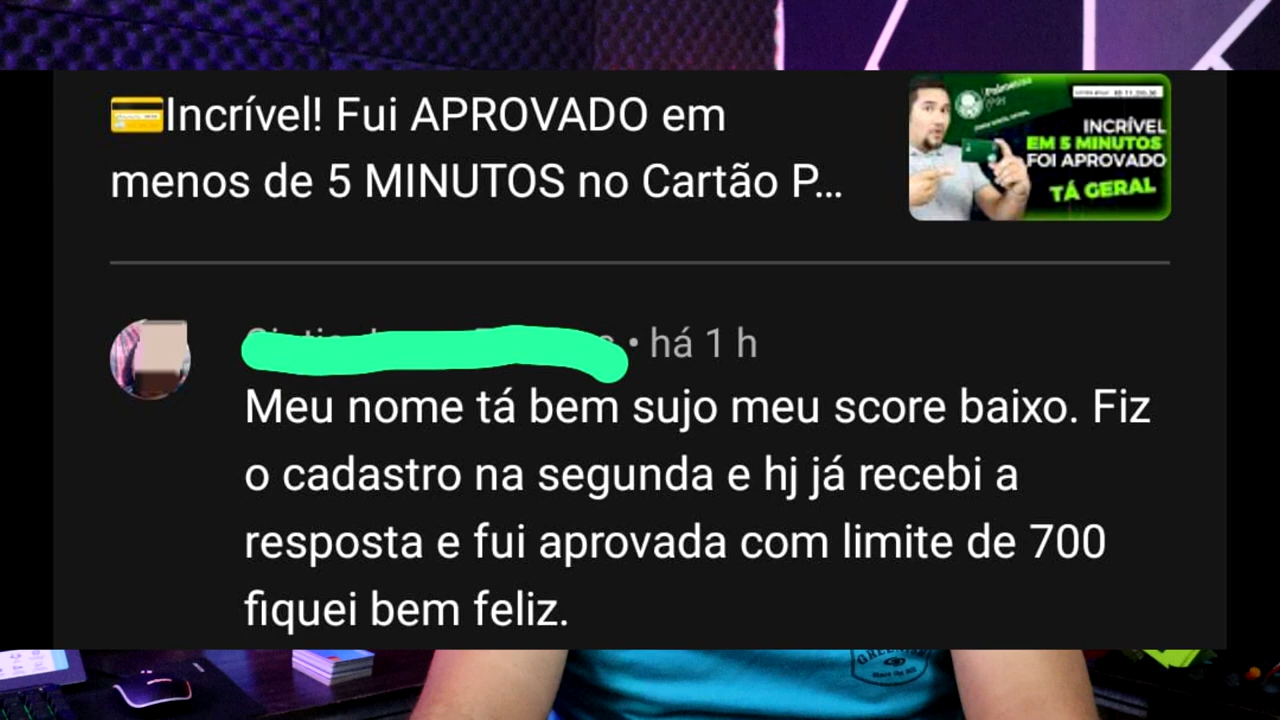 Incrível! Fui APROVADO em
menos de 5 MINUTOS no Cartão P...
INCRÍVEL
EM 5 MINUTOS
FOI APROVADO
TÁ GERAL
• há 1 h
Meu nome tá bem sujo meu score baixo. Fiz
o cadastro na segunda e hj já recebi a
resposta e fui aprovada com limite de 700
fiquei bem feliz.